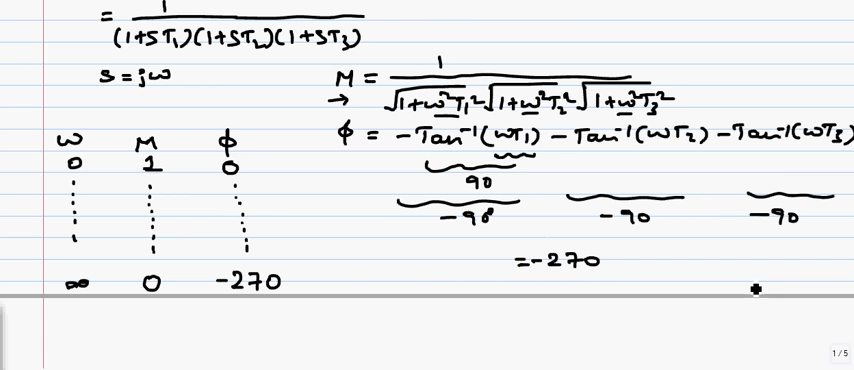 = 1 / (1+ST₁)(1+ST₂)(1+ST₃)
S = jω
M = 1 / √1+ω²T₁² √1+ω²T₂² √1+ω²T₃²
→
ϕ = -Tan⁻¹(ωT₁) - Tan⁻¹(ωT₂) - Tan⁻¹(ωT₃)
90
-90° -90 -90
=-270
ω M ϕ
0 1 0
∞ 0 -270
1/5